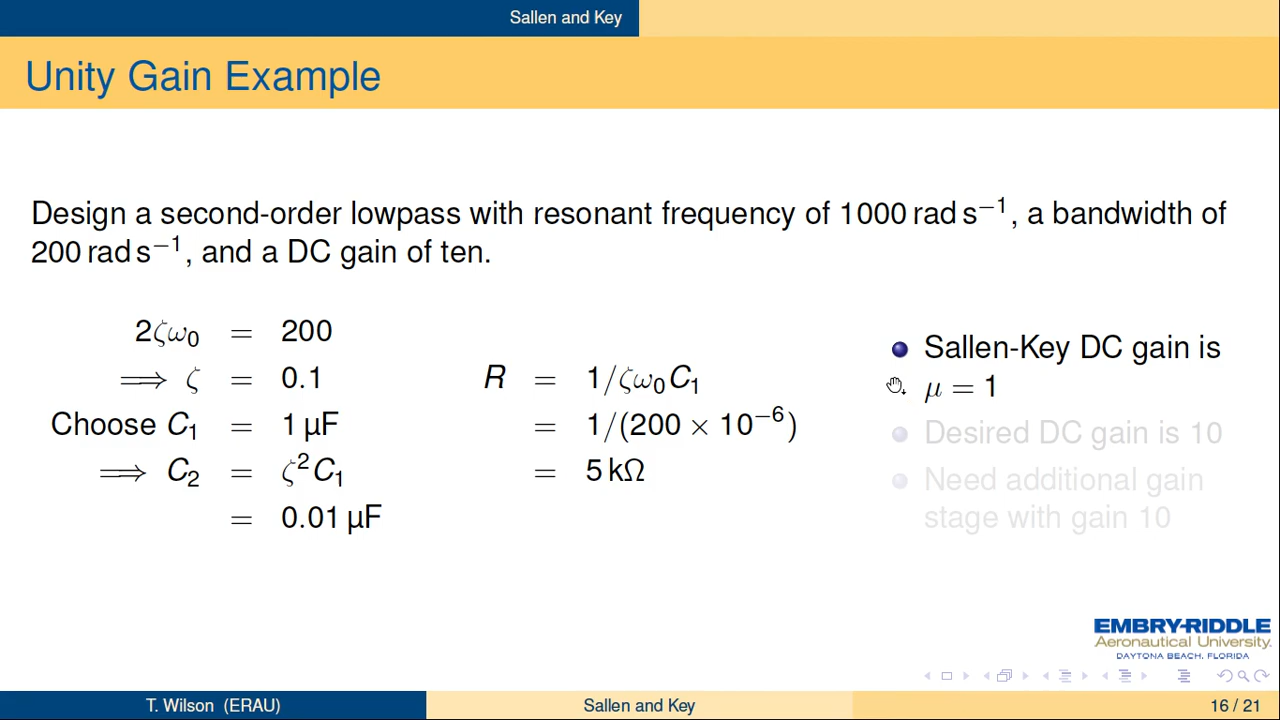 Sallen and Key
Unity Gain Example
Design a second-order lowpass with resonant frequency of 1000 rad s⁻¹, a bandwidth of
200 rad s⁻¹, and a DC gain of ten.
2ζω₀ = 200
⟹ ζ = 0.1
Choose C₁ = 1 µF
⟹ C₂ = ζ²C₁
= 0.01 µF
R = 1/ζω₀C₁
= 1/(200 × 10⁻⁶)
= 5 kΩ
Sallen-Key DC gain is
μ = 1
Desired DC gain is 10
Need additional gain
stage with gain 10
EMBRY-RIDDLE
Aeronautical University.
DAYTONA BEACH, FLORIDA
T. Wilson (ERAU)
Sallen and Key
16 / 21